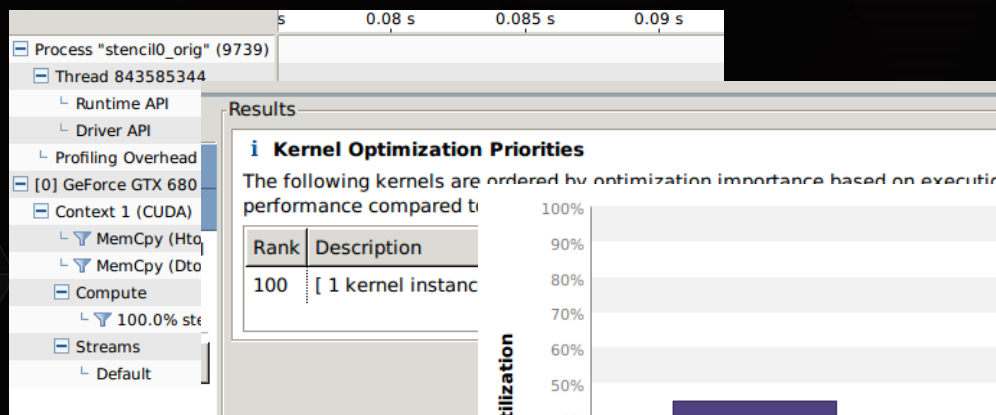 s 0.08 s 0.085 s 0.09 s
Process "stencil0_orig" (9739)
Thread 843585344
Runtime API
Driver API
Profiling Overhead
[0] GeForce GTX 680
Context 1 (CUDA)
MemCpy (Hto
MemCpy (Dto
Compute
100.0% ste
Streams
Default
Results
i Kernel Optimization Priorities
The following kernels are ordered by optimization importance based on executio
performance compared to
Rank Description
100 [ 1 kernel instanc
100%
90%
80%
70%
60%
50%
tilization